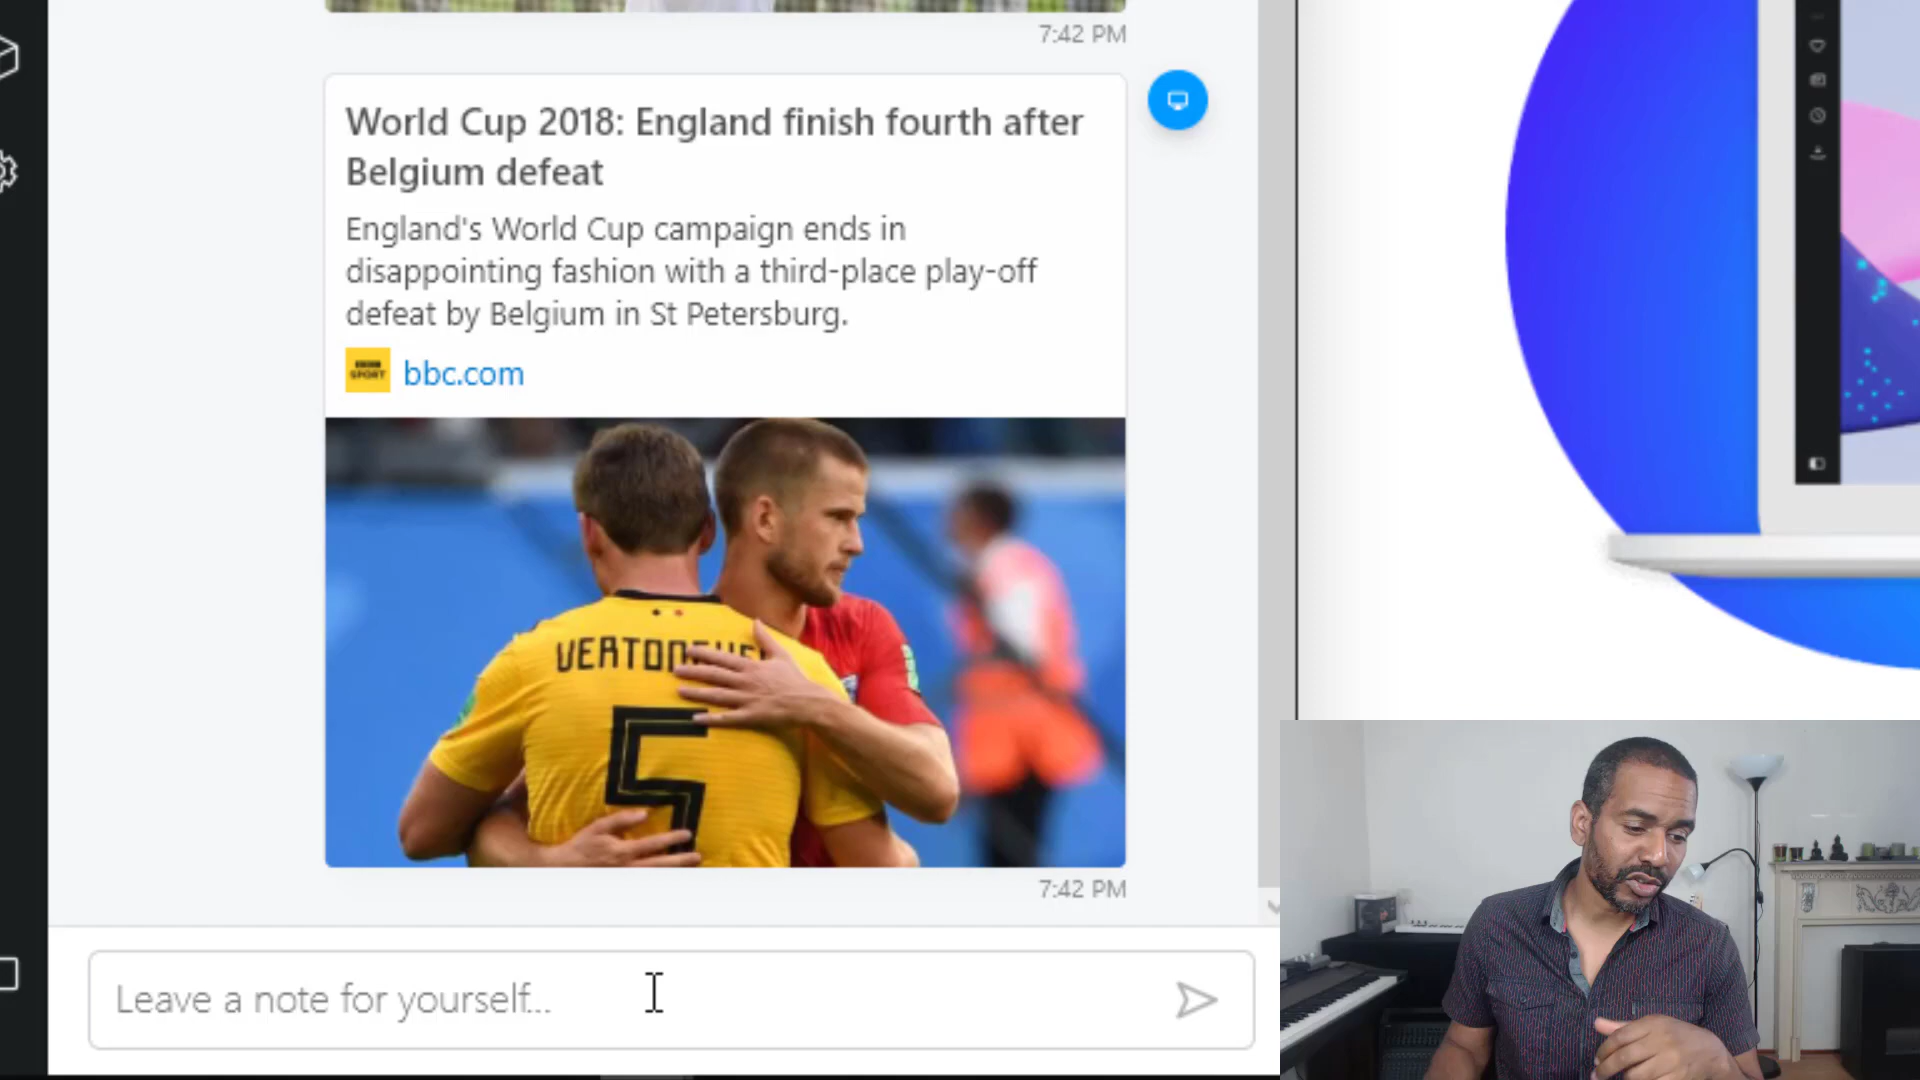 7:42 PM
World Cup 2018: England finish fourth after
Belgium defeat
England's World Cup campaign ends in
disappointing fashion with a third-place play-off
defeat by Belgium in St Petersburg.
SPORT
bbc.com
5
7:42 PM
Leave a note for yourself...